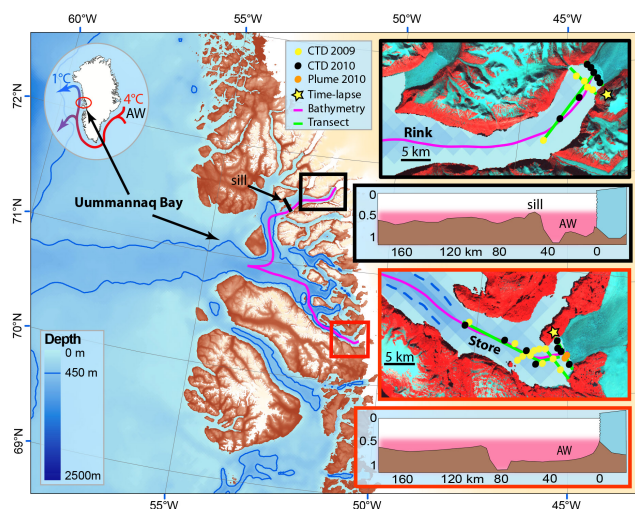 60°W
55°W
50°W
45°W
72°N
71°N
70°N
69°N
1°C
4°C
AW
CTD 2009
CTD 2010
Plume 2010
Time-lapse
Bathymetry
Transect
Rink
5 km
sill
Uummannaq Bay
0
0.5
1
sill
AW
160
120 km
80
40
0
Store
5 km
Depth
0 m
450 m
2500m
0
0.5
1
AW
160
120 km
80
40
0
55°W
50°W
45°W